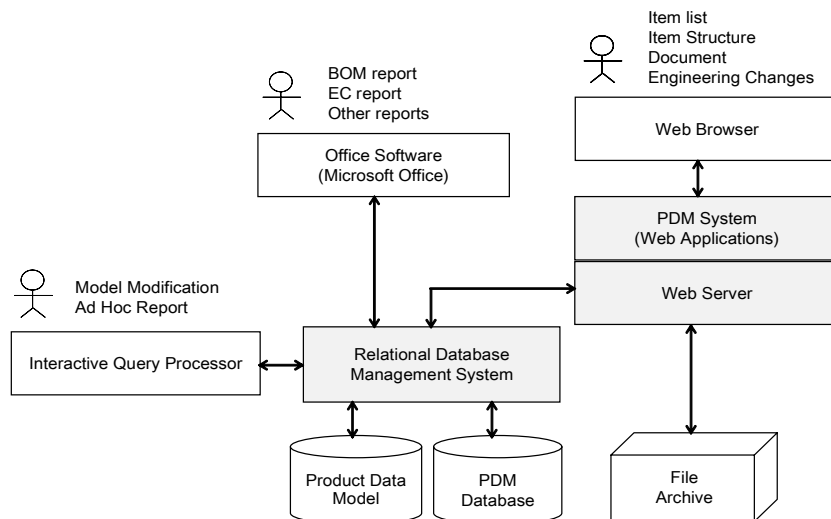 Item list
Item Structure
Document
Engineering Changes
BOM report
EC report
Other reports
Web Browser
Office Software
(Microsoft Office)
PDM System
(Web Applications)
Model Modification
Ad Hoc Report
Web Server
Interactive Query Processor
Relational Database
Management System
Product Data
Model
PDM
Database
File
Archive